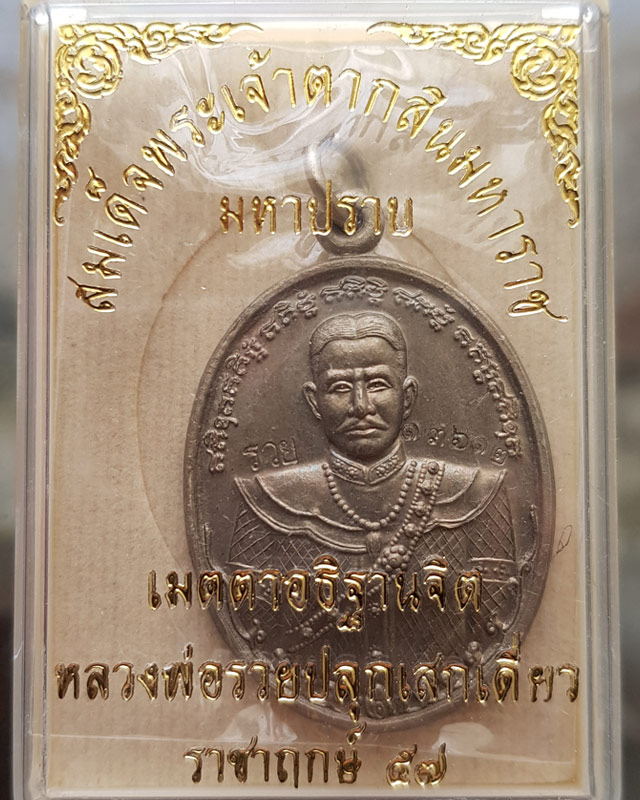 สมเด็จพระเจ้าตากสินมหาราช
มหาปราบ
รวย
๑๓๖๑๒
เมตตาอธิฐานจิต
หลวงพ่อรวยปลุกเสกเดี่ยว
ราชาฤกษ์ ๕๗